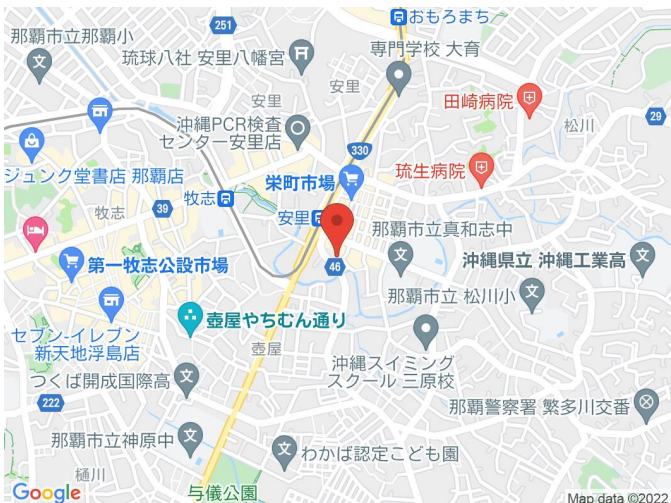 おもろまち
251
那覇市立那覇小
琉球八社 安里八幡宮
専門学校 大育
安里
安里
田崎病院
29
松川
沖縄PCR検査
センター安里店
330
ジュンク堂書店 那覇店
牧志
栄町市場
琉生病院
39
牧志
安里
那覇市立真和志中
第一牧志公設市場
46
沖縄県立 沖縄工業高
那覇市立 松川小
セブン-イレブン
新天地浮島店
壺屋やちむん通り
壺屋
沖縄スイミング
スクール 三原校
つくば開成国際高
222
那覇警察署 繁多川交番
那覇市立神原中
わかば認定こども園
樋川
与儀公園
Google
Map data ©2022